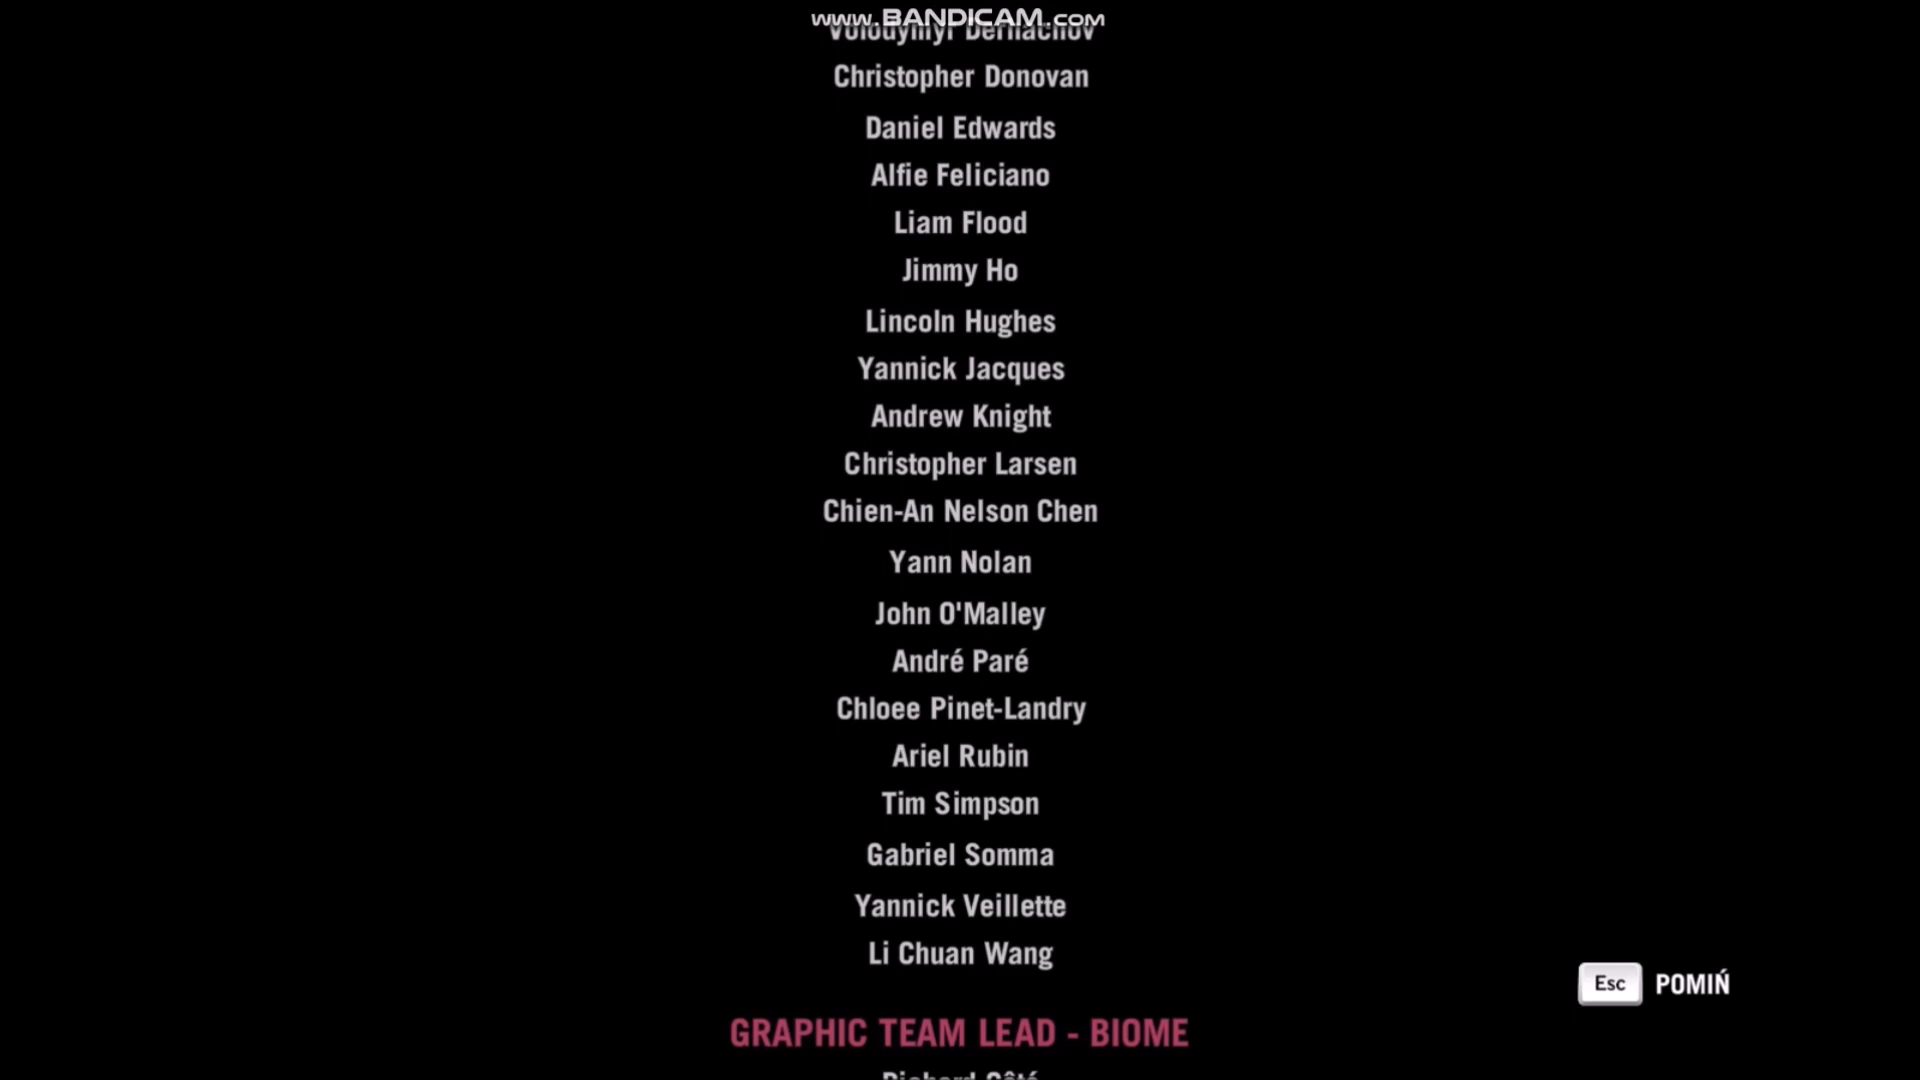 www.BANDICAM.com
Christopher Donovan
Daniel Edwards
Alfie Feliciano
Liam Flood
Jimmy Ho
Lincoln Hughes
Yannick Jacques
Andrew Knight
Christopher Larsen
Chien-An Nelson Chen
Yann Nolan
John O'Malley
André Paré
Chloee Pinet-Landry
Ariel Rubin
Tim Simpson
Gabriel Somma
Yannick Veillette
Li Chuan Wang
Esc POMIŃ
GRAPHIC TEAM LEAD - BIOME